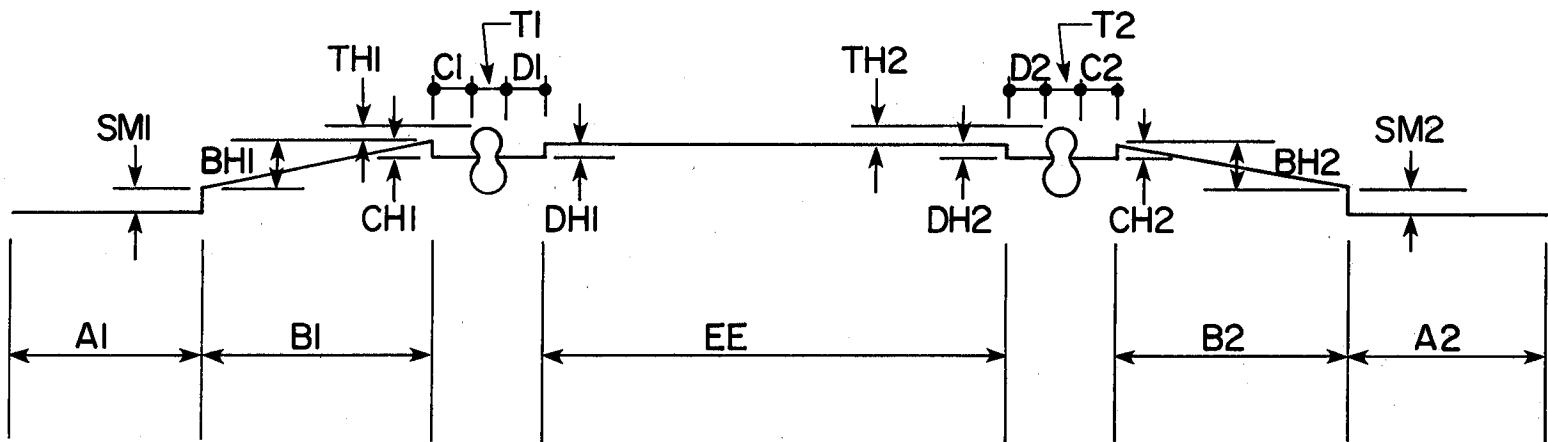 T1 T2
TH1 C1 D1 TH2 D2 C2
SM1 BH1 BH2 SM2
CH1 DH1 DH2 CH2
A1 B1 EE B2 A2